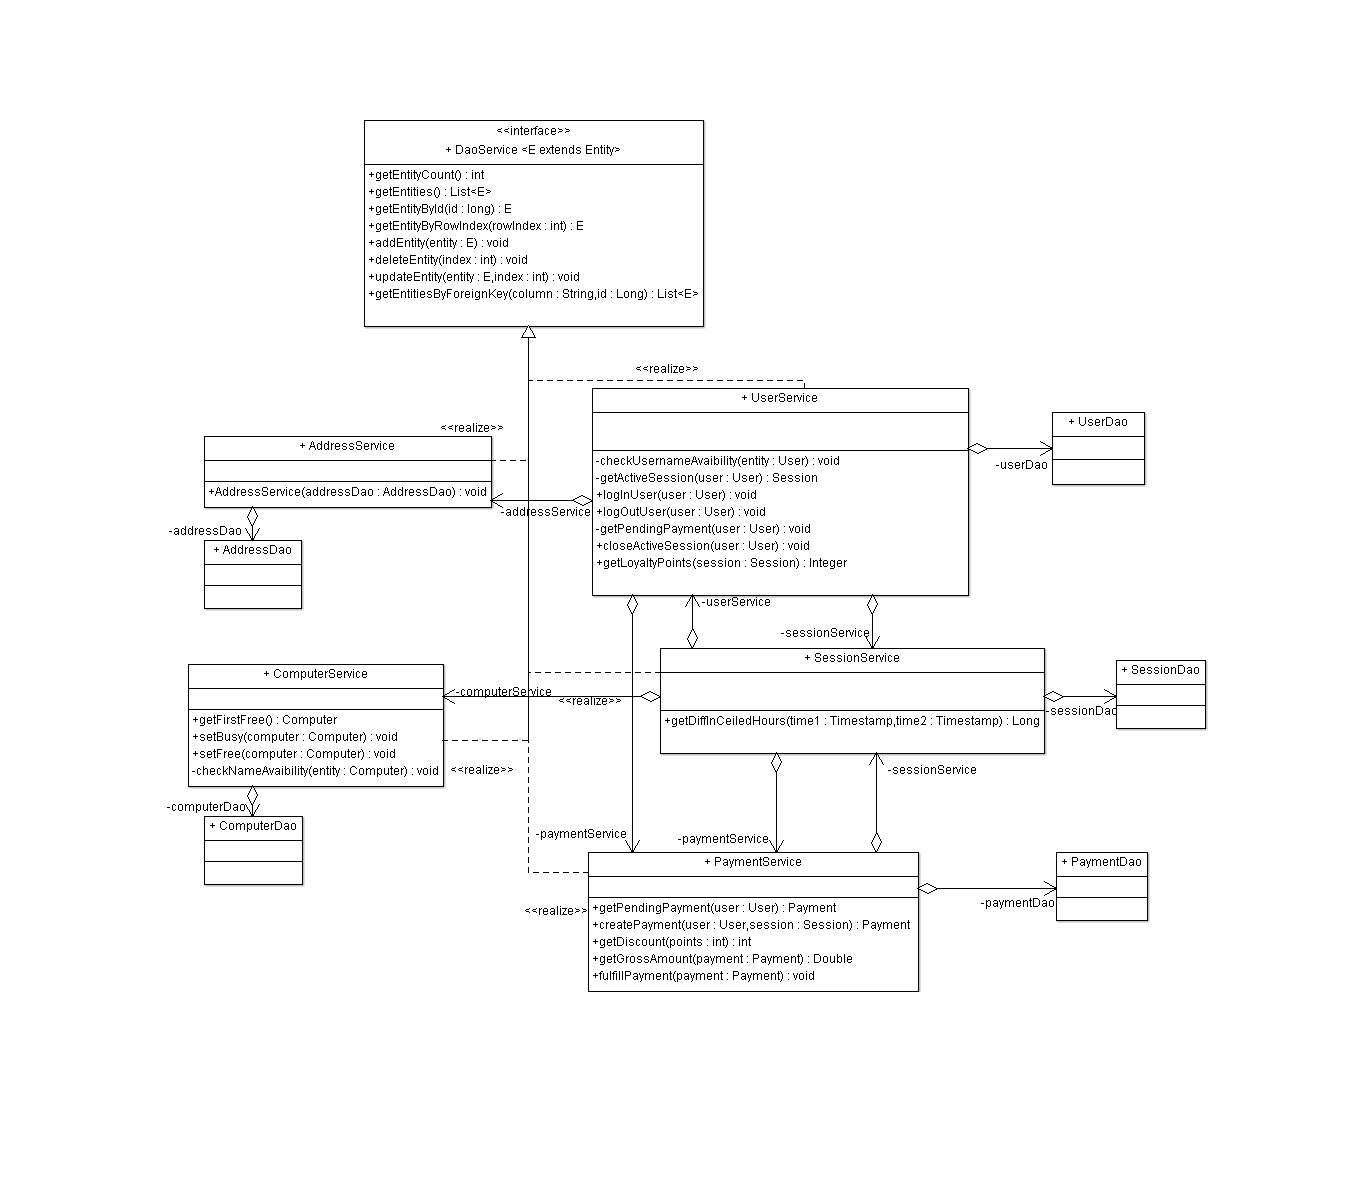 <<interface>>
+ DaoService <E extends Entity>
+getEntityCount() : int
+getEntities() : List<E>
+getEntityById(id : long) : E
+getEntityByRowIndex(rowIndex : int) : E
+addEntity(entity : E) : void
+deleteEntity(index : int) : void
+updateEntity(entity : E,index : int) : void
+getEntitiesByForeignKey(column : String,id : Long) : List<E>
<<realize>>
+ UserService
-checkUsernameAvaibility(entity : User) : void
-getActiveSession(user : User) : Session
+logInUser(user : User) : void
+logOutUser(user : User) : void
-getPendingPayment(user : User) : void
+closeActiveSession(user : User) : void
+getLoyaltyPoints(session : Session) : Integer
+ UserDao
-userDao
<<realize>>
+ AddressService
+AddressService(addressDao : AddressDao) : void
-addressService
-addressDao
+ AddressDao
-userService
-sessionService
+ SessionService
+getDiffInCeiledHours(time1 : Timestamp,time2 : Timestamp) : Long
+ SessionDao
-sessionDao
+ ComputerService
+getFirstFree() : Computer
+setBusy(computer : Computer) : void
+setFree(computer : Computer) : void
-checkNameAvaibility(entity : Computer) : void
-computerService
<<realize>>
<<realize>>
-computerDao
+ ComputerDao
-sessionService
-paymentService
-paymentService
+ PaymentService
+getPendingPayment(user : User) : Payment
+createPayment(user : User,session : Session) : Payment
+getDiscount(points : int) : int
+getGrossAmount(payment : Payment) : Double
+fulfillPayment(payment : Payment) : void
<<realize>>
+ PaymentDao
-paymentDao